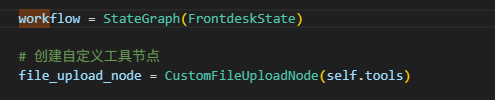 workflow = StateGraph(FrontdeskState)
# 创建自定义工具节点
file_upload_node = CustomFileUploadNode(self.tools)